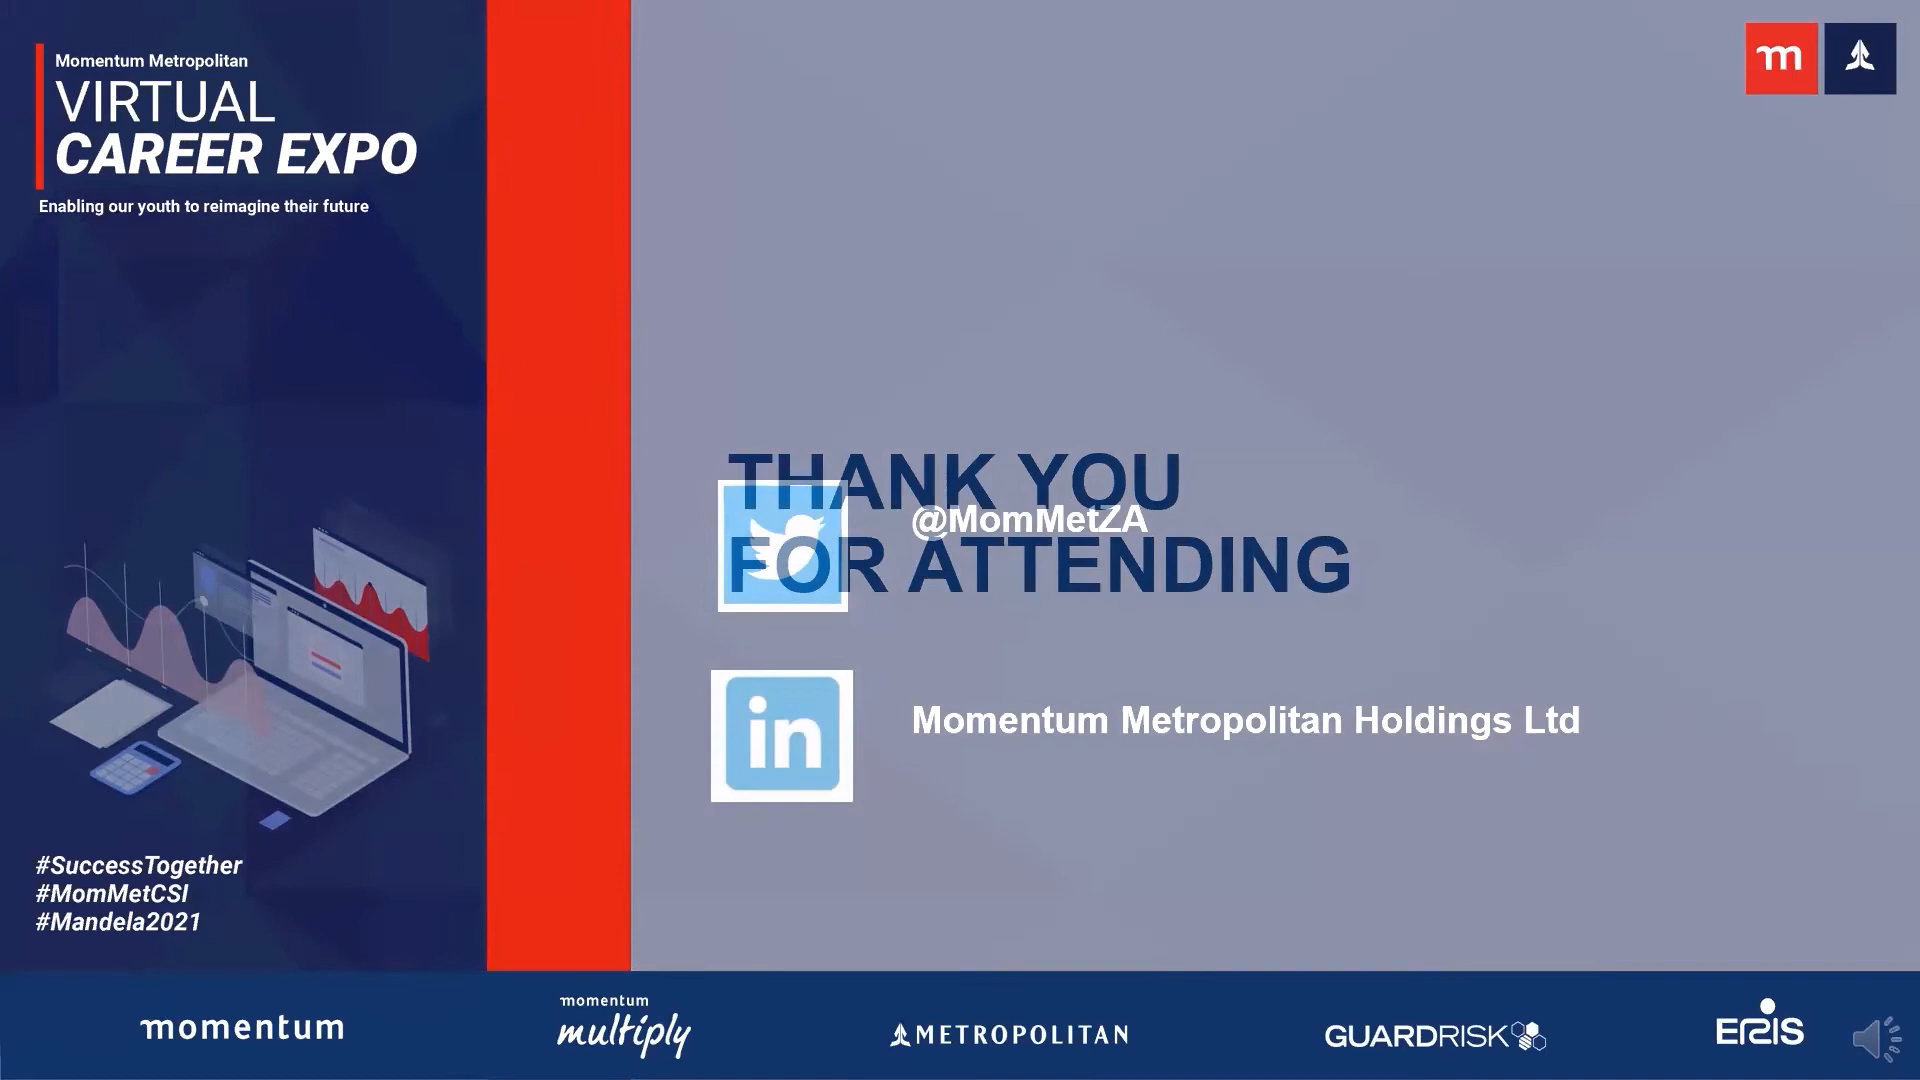 Momentum Metropolitan
VIRTUAL
CAREER EXPO
Enabling our youth to reimagine their future
#SuccessTogether
#MomMetCSI
#Mandela2021
m
THANK YOU
FOR ATTENDING
@MomMetZA
in
Momentum Metropolitan Holdings Ltd
momentum
momentum
multiply
METROPOLITAN
GUARDRISK
ERIS